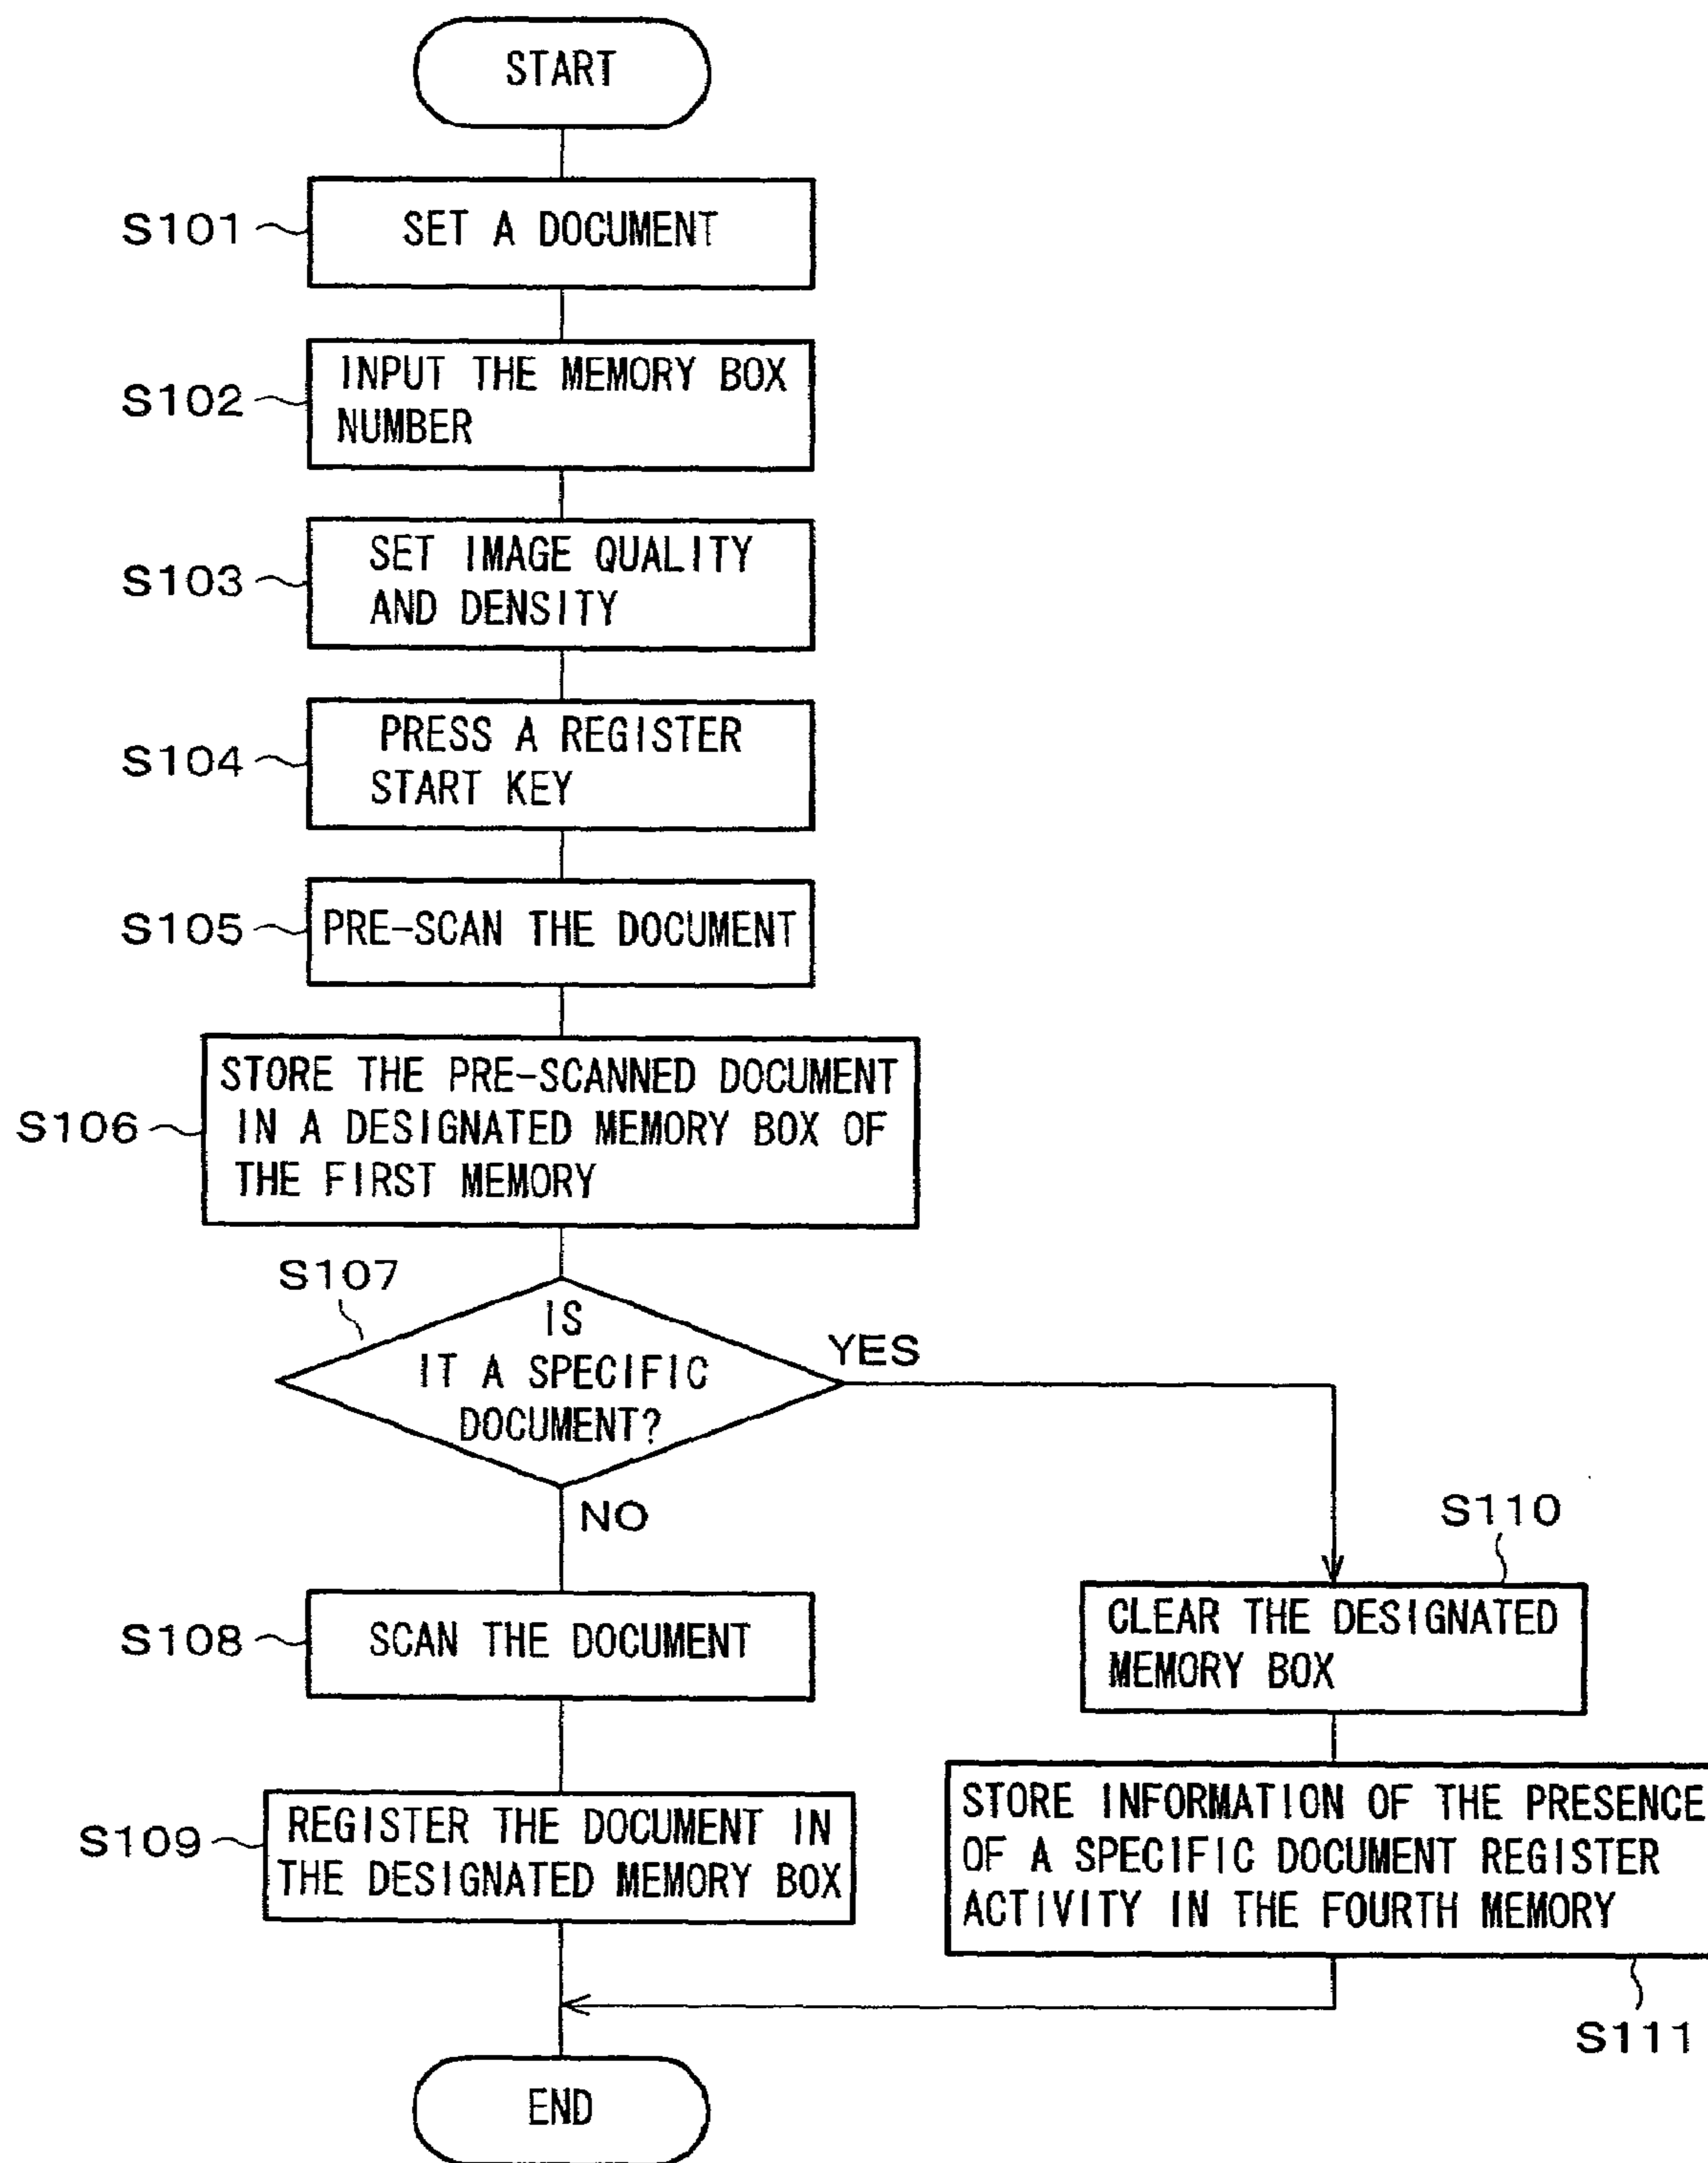 START
S101
SET A DOCUMENT
S102
INPUT THE MEMORY BOX
NUMBER
S103
SET IMAGE QUALITY
AND DENSITY
S104
PRESS A REGISTER
START KEY
S105
PRE-SCAN THE DOCUMENT
S106
STORE THE PRE-SCANNED DOCUMENT
IN A DESIGNATED MEMORY BOX OF
THE FIRST MEMORY
S107
IS
IT A SPECIFIC
DOCUMENT?
YES
NO
S108
SCAN THE DOCUMENT
S109
REGISTER THE DOCUMENT IN
THE DESIGNATED MEMORY BOX
S110
CLEAR THE DESIGNATED
MEMORY BOX
STORE INFORMATION OF THE PRESENCE
OF A SPECIFIC DOCUMENT REGISTER
ACTIVITY IN THE FOURTH MEMORY
S111
END